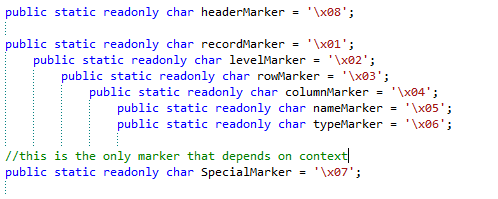 public static readonly char headerMarker = '\x08';
public static readonly char recordMarker = '\x01';
public static readonly char levelMarker = '\x02';
public static readonly char rowMarker = '\x03';
public static readonly char columnMarker = '\x04';
public static readonly char nameMarker = '\x05';
public static readonly char typeMarker = '\x06';
//this is the only marker that depends on context
public static readonly char SpecialMarker = '\x07';